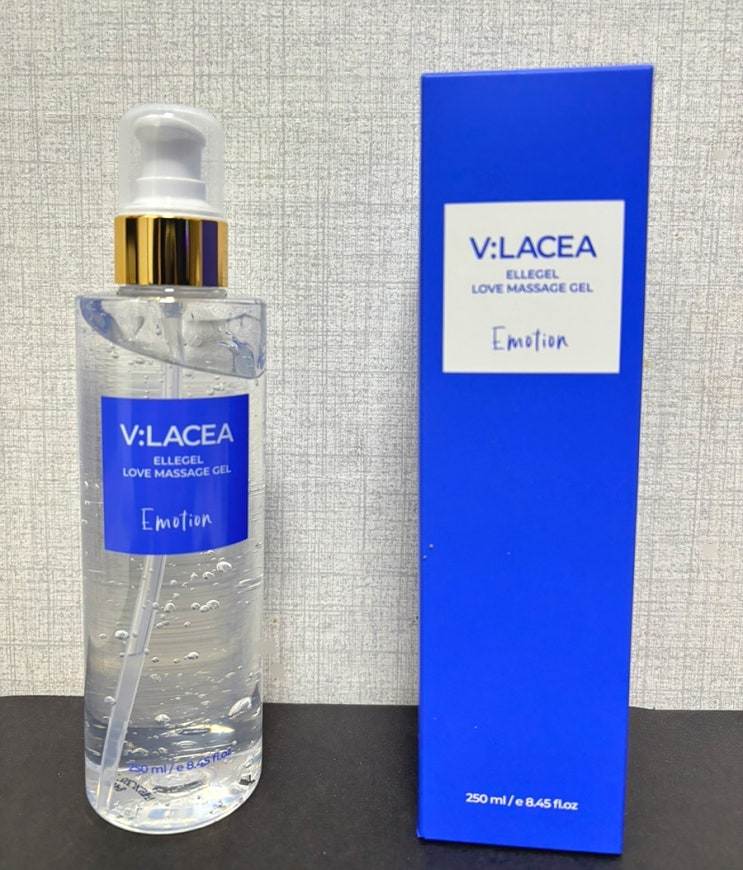 V:LACEA
ELLEGEL
LOVE MASSAGE GEL
Emotion
250 ml / e 8.45 fl.oz
V:LACEA
ELLEGEL
LOVE MASSAGE GEL
Emotion
250 ml / e 8.45 fl.oz